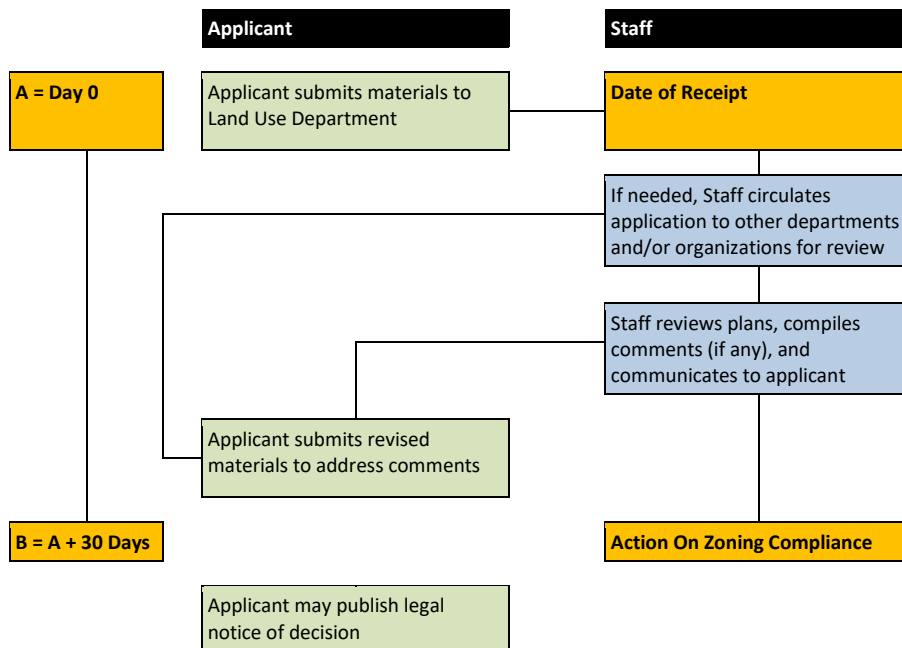 Applicant
Staff
A = Day 0
Applicant submits materials to
Land Use Department
Date of Receipt
If needed, Staff circulates
application to other departments
and/or organizations for review
Staff reviews plans, compiles
comments (if any), and
communicates to applicant
Applicant submits revised
materials to address comments
B = A + 30 Days
Action On Zoning Compliance
Applicant may publish legal
notice of decision